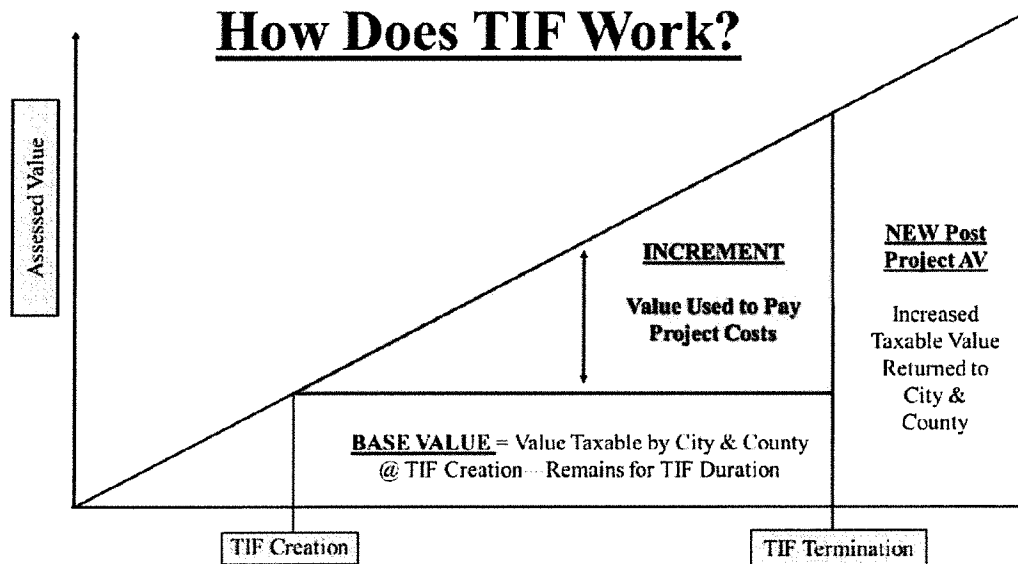 How Does TIF Work?
Assessed Value
INCREMENT
Value Used to Pay
Project Costs
NEW Post
Project AV
Increased
Taxable Value
Returned to
City &
County
BASE VALUE = Value Taxable by City & County
@ TIF Creation — Remains for TIF Duration
TIF Creation
TIF Termination